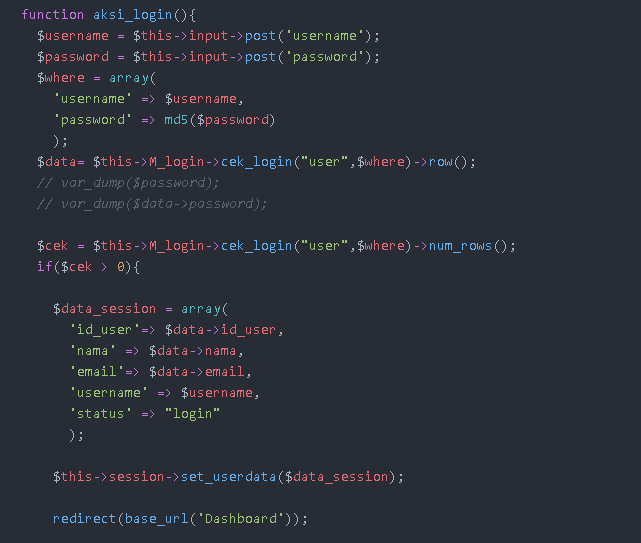 function aksi_login(){
$username = $this->input->post('username');
$password = $this->input->post('password');
$where = array(
'username' => $username,
'password' => md5($password)
);
$data= $this->M_login->cek_login("user",$where)->row();
// var_dump($password);
// var_dump($data->password);
$cek = $this->M_login->cek_login("user",$where)->num_rows();
if($cek > 0){
$data_session = array(
'id_user'=> $data->id_user,
'nama' => $data->nama,
'email'=> $data->email,
'username' => $username,
'status' => "login"
);
$this->session->set_userdata($data_session);
redirect(base_url('Dashboard'));